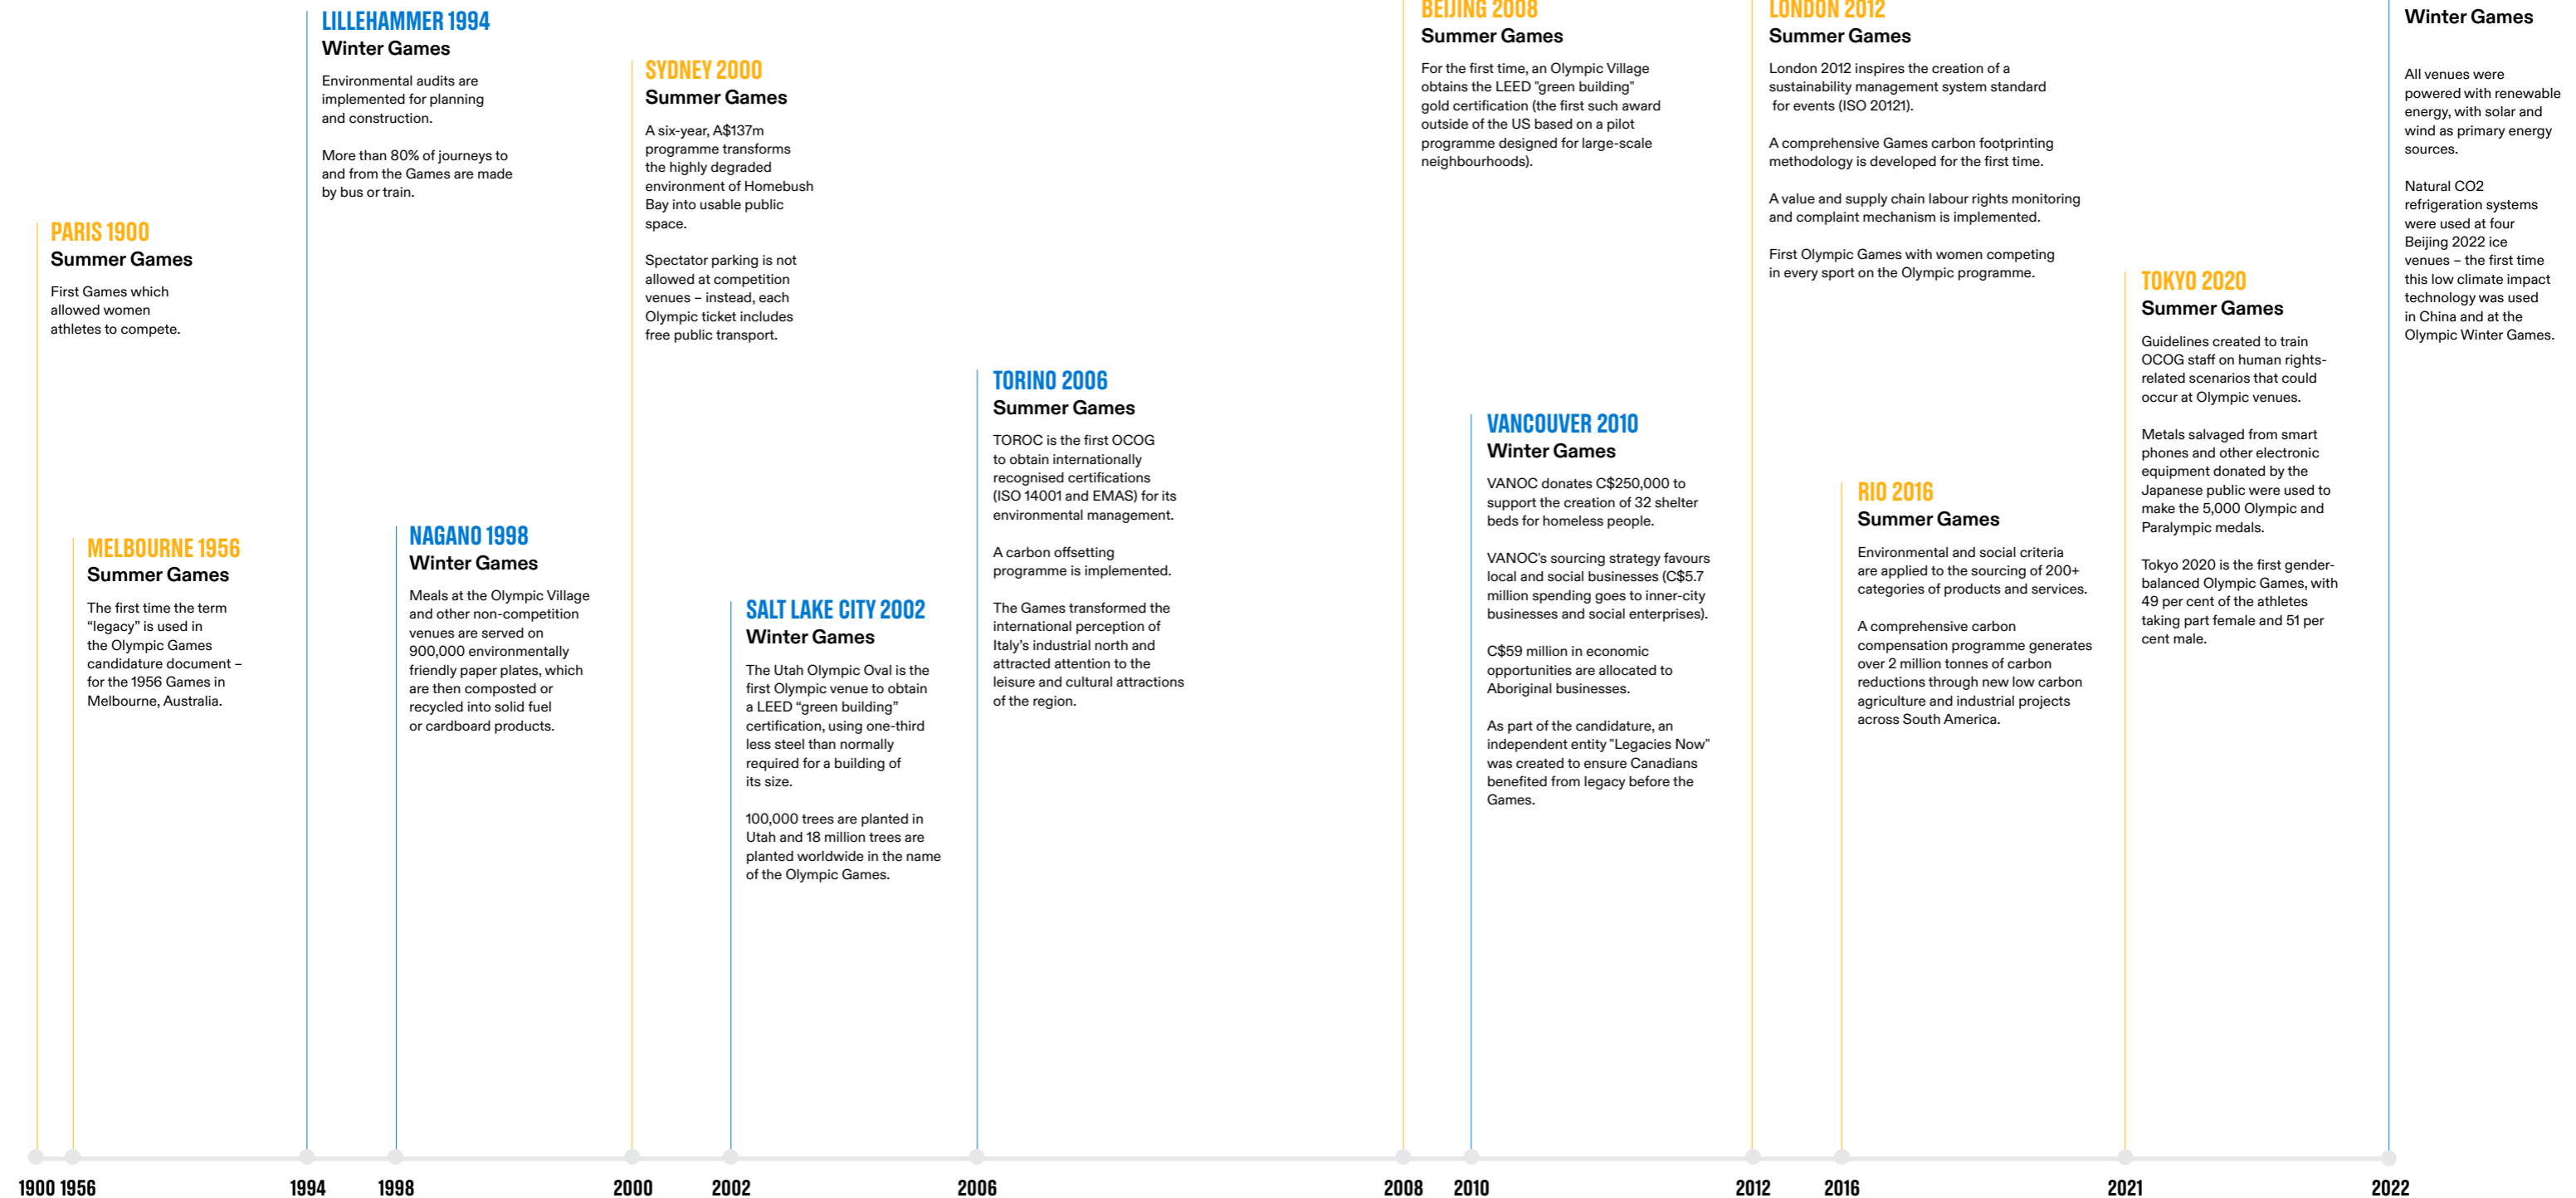 LILLEHAMMER 1994
Winter Games
Environmental audits are
implemented for planning
and construction.
More than 80% of journeys to
and from the Games are made
by bus or train.
PARIS 1900
Summer Games
First Games which
allowed women
athletes to compete.
MELBOURNE 1956
Summer Games
The first time the term
“legacy” is used in
the Olympic Games
candidature document –
for the 1956 Games in
Melbourne, Australia.
NAGANO 1998
Winter Games
Meals at the Olympic Village
and other non-competition
venues are served on
900,000 environmentally
friendly paper plates, which
are then composted or
recycled into solid fuel
or cardboard products.
SYDNEY 2000
Summer Games
A six-year, A$137m
programme transforms
the highly degraded
environment of Homebush
Bay into usable public
space.
Spectator parking is not
allowed at competition
venues – instead, each
Olympic ticket includes
free public transport.
SALT LAKE CITY 2002
Winter Games
The Utah Olympic Oval is the
first Olympic venue to obtain
a LEED “green building”
certification, using one-third
less steel than normally
required for a building of
its size.
100,000 trees are planted in
Utah and 18 million trees are
planted worldwide in the name
of the Olympic Games.
TORINO 2006
Summer Games
TOROC is the first OCOG
to obtain internationally
recognised certifications
(ISO 14001 and EMAS) for its
environmental management.
A carbon offsetting
programme is implemented.
The Games transformed the
international perception of
Italy’s industrial north and
attracted attention to the
leisure and cultural attractions
of the region.
BEIJING 2008
Summer Games
For the first time, an Olympic Village
obtains the LEED "green building"
gold certification (the first such award
outside of the US based on a pilot
programme designed for large-scale
neighbourhoods).
VANCOUVER 2010
Winter Games
VANOC donates C$250,000 to
support the creation of 32 shelter
beds for homeless people.
VANOC's sourcing strategy favours
local and social businesses (C$5.7
million spending goes to inner-city
businesses and social enterprises).
C$59 million in economic
opportunities are allocated to
Aboriginal businesses.
As part of the candidature, an
independent entity "Legacies Now"
was created to ensure Canadians
benefited from legacy before the
Games.
LONDON 2012
Summer Games
London 2012 inspires the creation of a
sustainability management system standard
for events (ISO 20121).
A comprehensive Games carbon footprinting
methodology is developed for the first time.
A value and supply chain labour rights monitoring
and complaint mechanism is implemented.
First Olympic Games with women competing
in every sport on the Olympic programme.
RIO 2016
Summer Games
Environmental and social criteria
are applied to the sourcing of 200+
categories of products and services.
A comprehensive carbon
compensation programme generates
over 2 million tonnes of carbon
reductions through new low carbon
agriculture and industrial projects
across South America.
TOKYO 2020
Summer Games
Guidelines created to train
OCOG staff on human rights-
related scenarios that could
occur at Olympic venues.
Metals salvaged from smart
phones and other electronic
equipment donated by the
Japanese public were used to
make the 5,000 Olympic and
Paralympic medals.
Tokyo 2020 is the first gender-
balanced Olympic Games, with
49 per cent of the athletes
taking part female and 51 per
cent male.
Winter Games
All venues were
powered with renewable
energy, with solar and
wind as primary energy
sources.
Natural CO2
refrigeration systems
were used at four
Beijing 2022 ice
venues – the first time
this low climate impact
technology was used
in China and at the
Olympic Winter Games.
1900 1956 1994 1998 2000 2002 2006 2008 2010 2012 2016 2021 2022